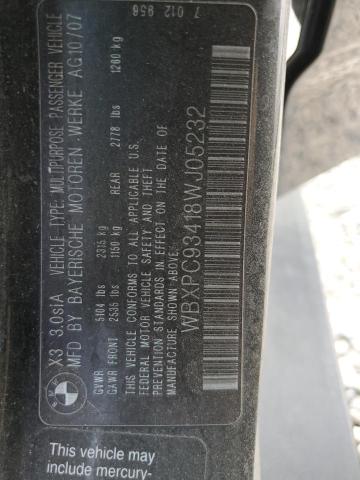 X3 3.0siA VEHICLE-TYPE: MULTIPURPOSE PASSENGER VEHICLE
MFD BY BAYERISCHE MOTOREN WERKE AG 10/07
GVWR 5104 lbs 2315 kg
GAWR FRONT 2535 lbs 1150 kg REAR 2778 lbs 1260 kg
THIS VEHICLE CONFORMS TO ALL APPLICABLE U.S.
FEDERAL MOTOR VEHICLE SAFETY AND THEFT
PREVENTION STANDARDS IN EFFECT ON THE DATE OF
MANUFACTURE SHOWN ABOVE.
WBXPC93418WJ05232
7 012 956
BMW
This vehicle may
include mercury-